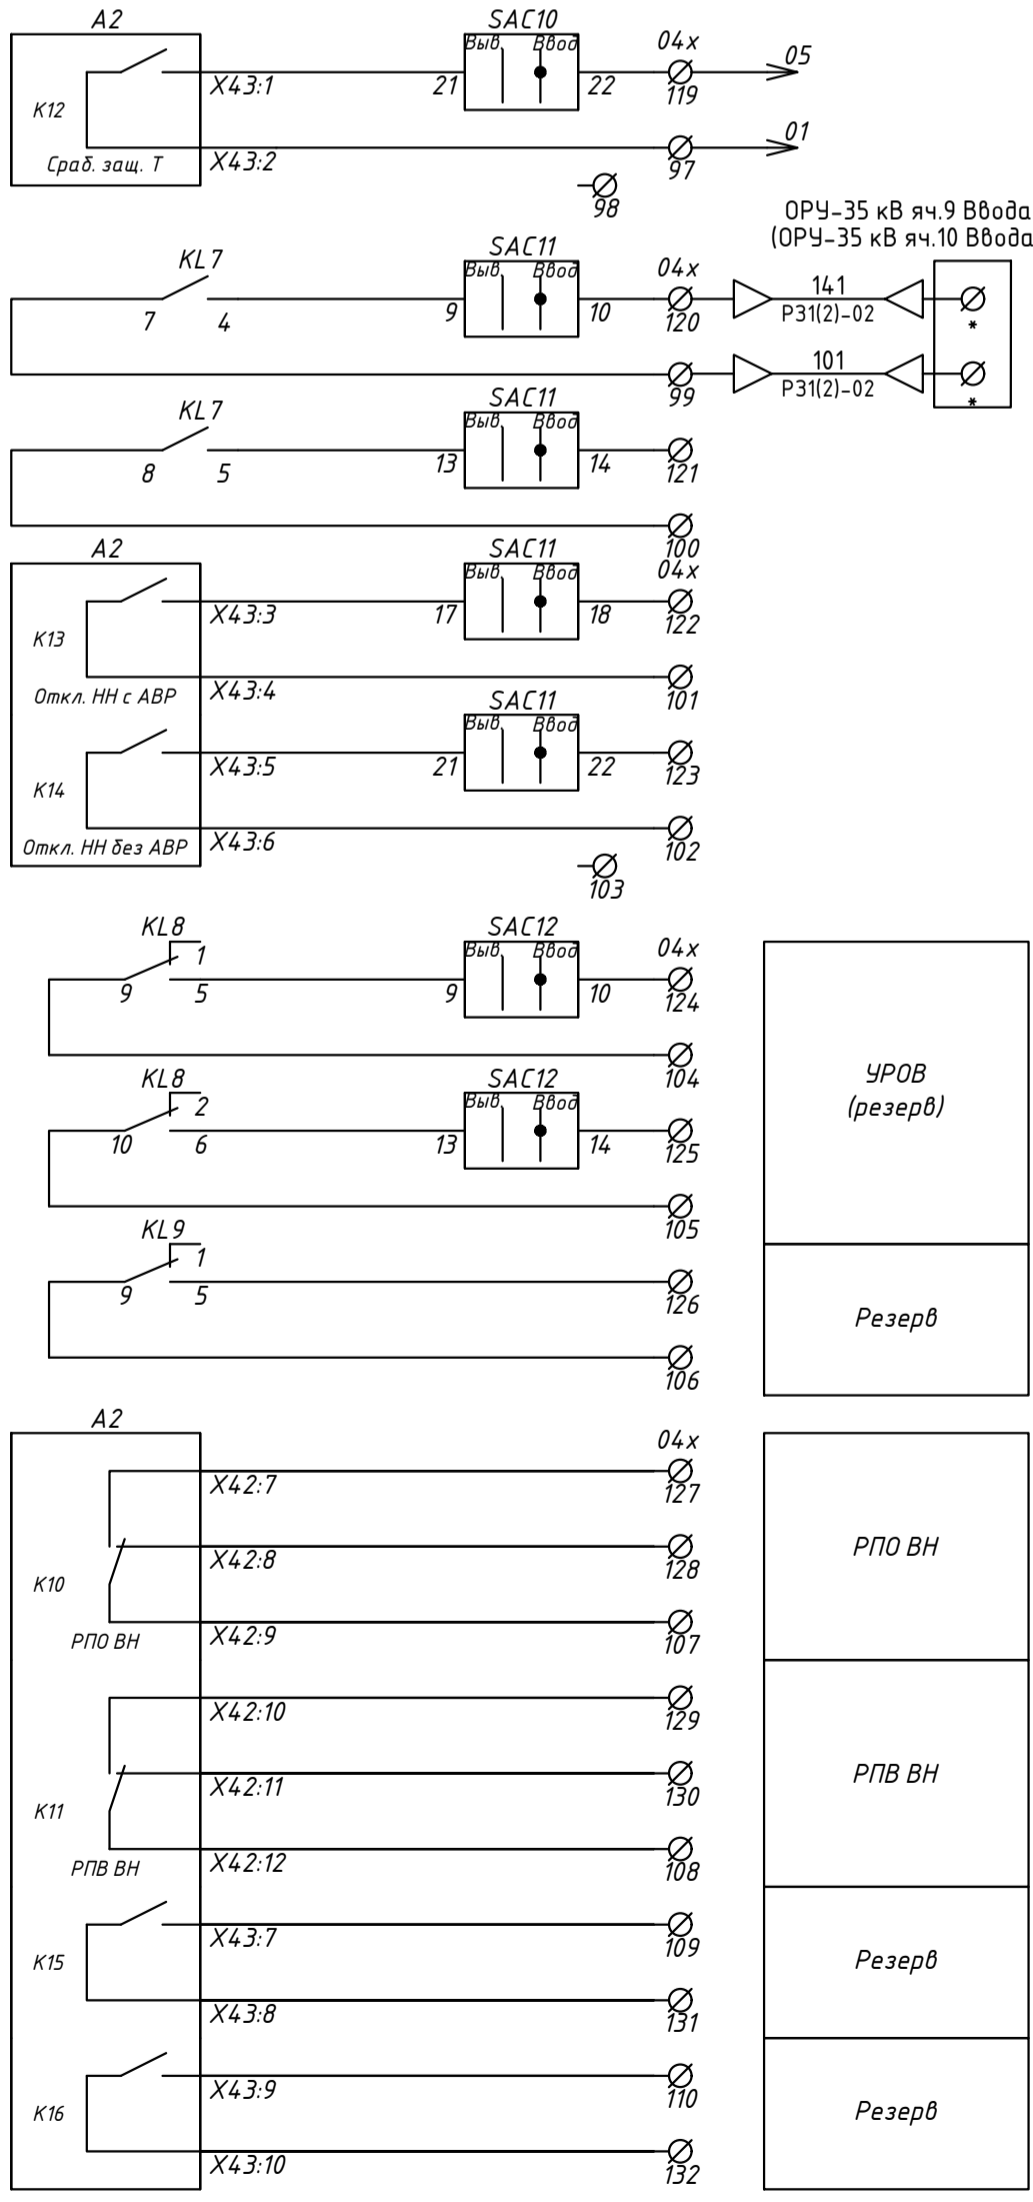 A2
SAC10
Выв. Ввод
04x
05
K12
X43:1
21
22
119
01
Сраб. защ. Т
X43:2
97
98
ОРУ-35 кВ яч.9 Ввода
(ОРУ-35 кВ яч.10 Ввода
KL7
SAC11
Выв. Ввод
04x
141
7
4
9
10
120
РЗ1(2)-02
*
101
99
РЗ1(2)-02
*
KL7
SAC11
Выв. Ввод
8
5
13
14
121
100
A2
SAC11
Выв. Ввод
04x
K13
X43:3
17
18
122
Откл. НН с АВР
X43:4
101
SAC11
Выв. Ввод
K14
X43:5
21
22
123
Откл. НН без АВР
X43:6
102
103
KL8
SAC12
Выв. Ввод
04x
1
9
5
9
10
124
104
УРОВ
(резерв)
KL8
SAC12
Выв. Ввод
2
10
6
13
14
125
105
KL9
1
9
5
126
Резерв
106
A2
04x
X42:7
127
X42:8
128
РПО ВН
K10
РПО ВН
X42:9
107
X42:10
129
X42:11
130
РПВ ВН
K11
РПВ ВН
X42:12
108
X43:7
109
K15
Резерв
X43:8
131
X43:9
110
K16
Резерв
X43:10
132